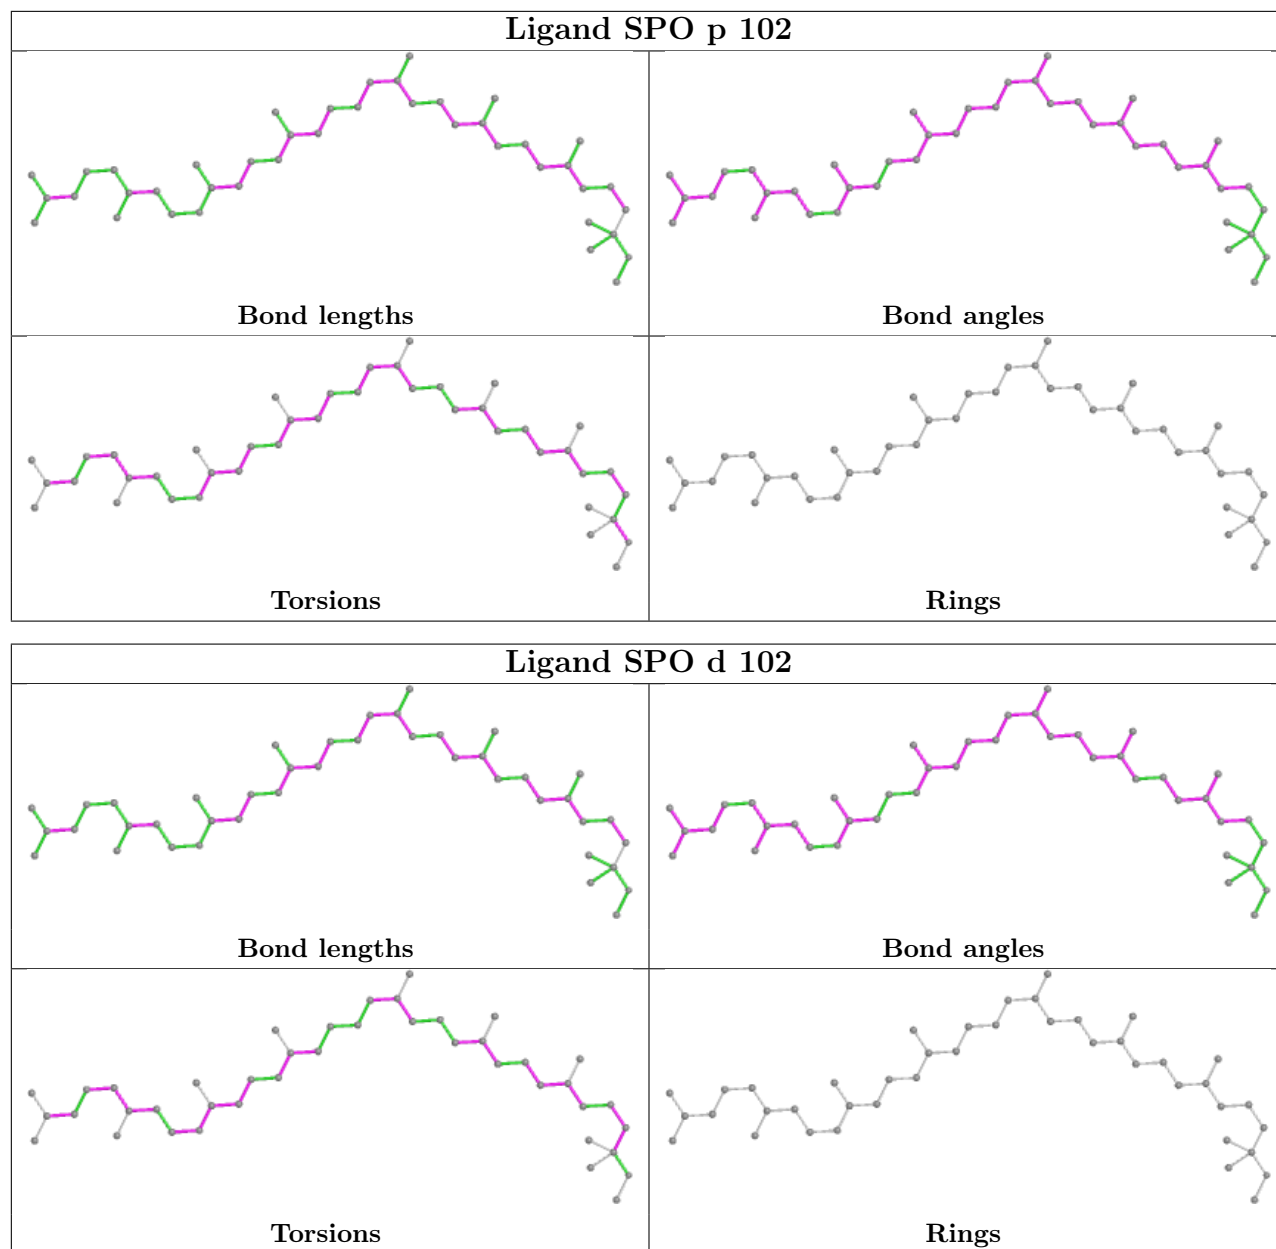 Ligand SPO p 102
Bond lengths
Bond angles
Torsions
Rings
Ligand SPO d 102
Bond lengths
Bond angles
Torsions
Rings